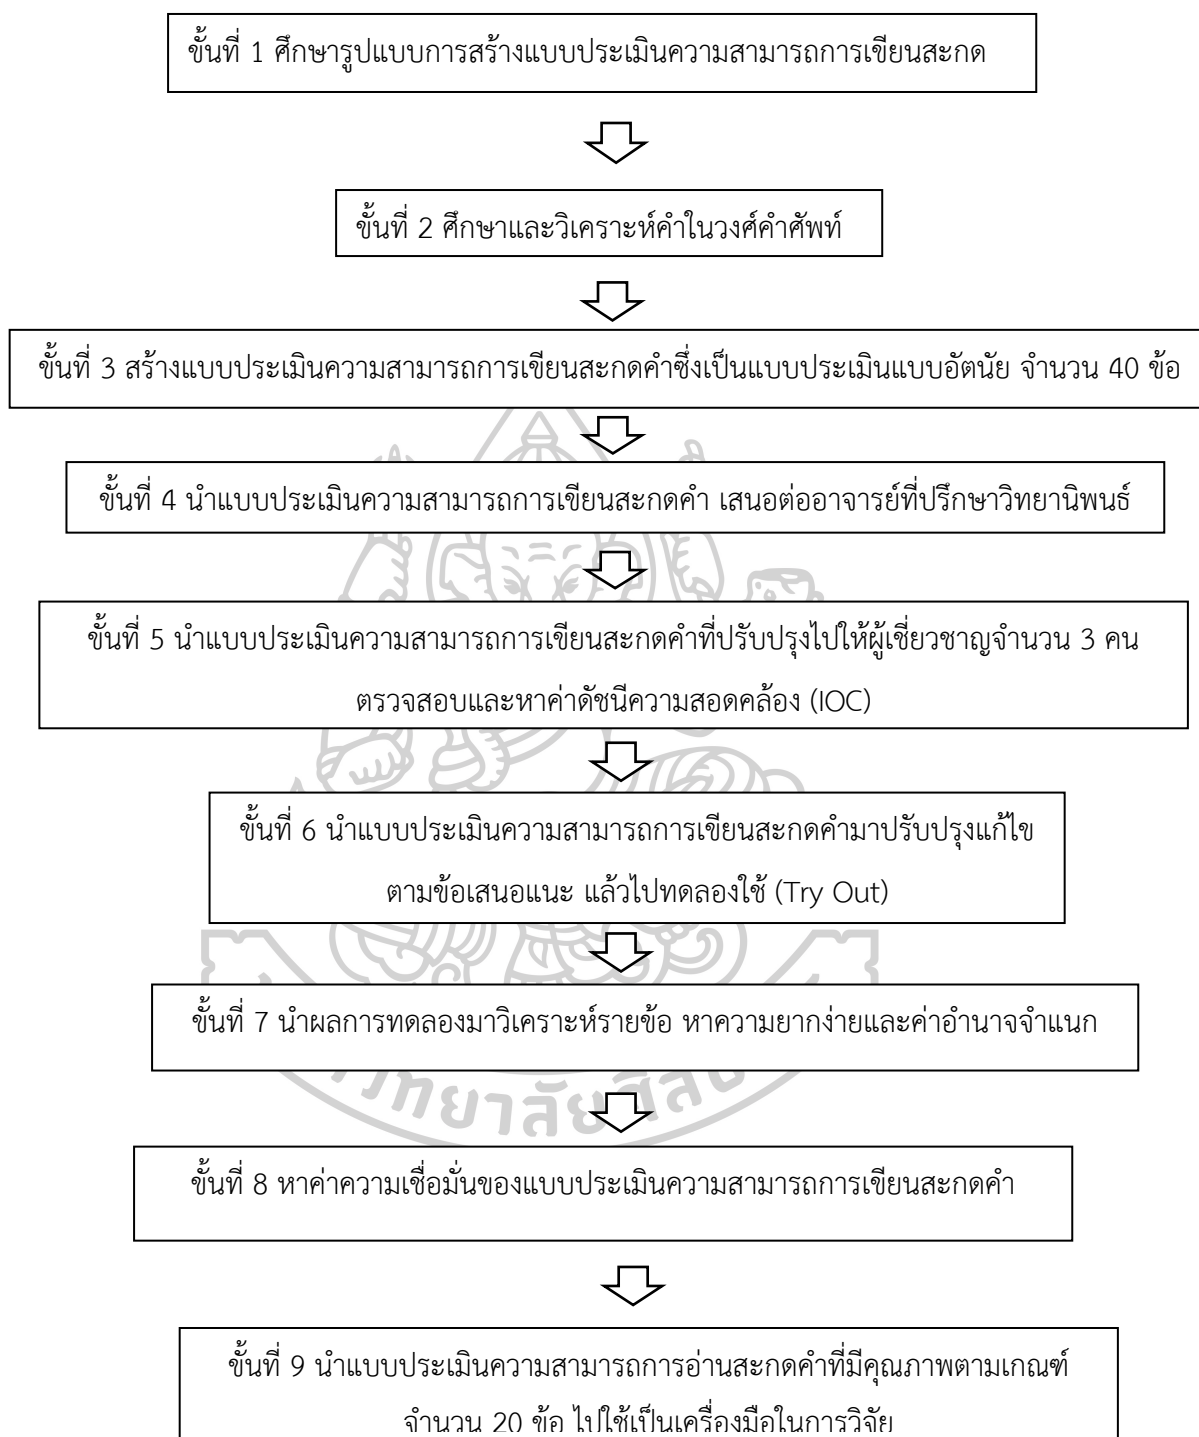 ขั้นที่ 1 ศึกษารูปแบบการสร้างแบบประเมินความสามารถการเขียนสะกด
ขั้นที่ 2 ศึกษาและวิเคราะห์คำในวงศ์คำศัพท์
ขั้นที่ 3 สร้างแบบประเมินความสามารถการเขียนสะกดคำซึ่งเป็นแบบประเมินแบบอัตนัย จำนวน 40 ข้อ
ขั้นที่ 4 นำแบบประเมินความสามารถการเขียนสะกดคำ เสนอต่ออาจารย์ที่ปรึกษาวิทยานิพนธ์
ขั้นที่ 5 นำแบบประเมินความสามารถการเขียนสะกดคำที่ปรับปรุงไปให้ผู้เชี่ยวชาญจำนวน 3 คน
ตรวจสอบและหาค่าดัชนีความสอดคล้อง (IOC)
ขั้นที่ 6 นำแบบประเมินความสามารถการเขียนสะกดคำมาปรับปรุงแก้ไข
ตามข้อเสนอแนะ แล้วไปทดลองใช้ (Try Out)
ขั้นที่ 7 นำผลการทดลองมาวิเคราะห์รายข้อ หาความยากง่ายและค่าอำนาจจำแนก
ขั้นที่ 8 หาค่าความเชื่อมั่นของแบบประเมินความสามารถการเขียนสะกดคำ
ขั้นที่ 9 นำแบบประเมินความสามารถการอ่านสะกดคำที่มีคุณภาพตามเกณฑ์
จำนวน 20 ข้อ ไปใช้เป็นเครื่องมือในการวิจัย